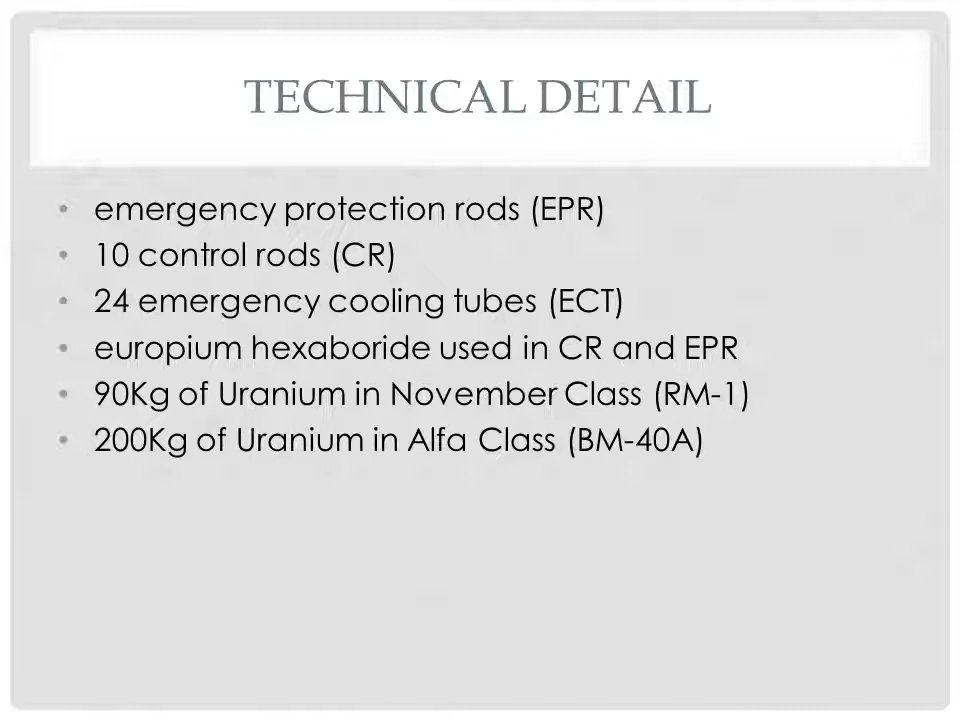 TECHNICAL DETAIL
• emergency protection rods (EPR)
• 10 control rods (CR)
• 24 emergency cooling tubes (ECT)
• europium hexaboride used in CR and EPR
• 90Kg of Uranium in November Class (RM-1)
• 200Kg of Uranium in Alfa Class (BM-40A)